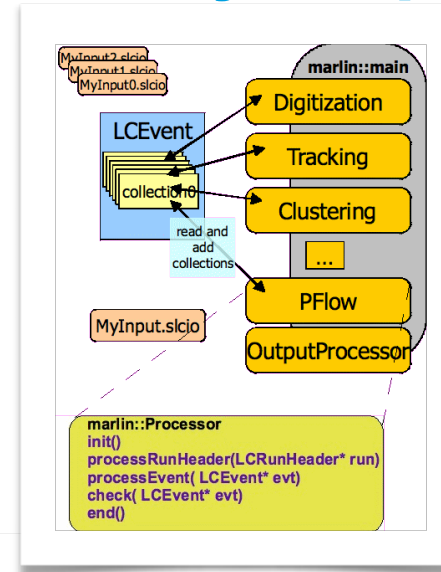 MyInput2.slcio
MyInput1.slcio
MyInput0.slcio
marlin::main
LCEvent
collection0
read and
add
collections
Digitization
Tracking
Clustering
...
PFlow
OutputProcessor
MyInput.slcio
marlin::Processor
init()
processRunHeader(LCRunHeader* run)
processEvent( LCEvent* evt)
check( LCEvent* evt)
end()